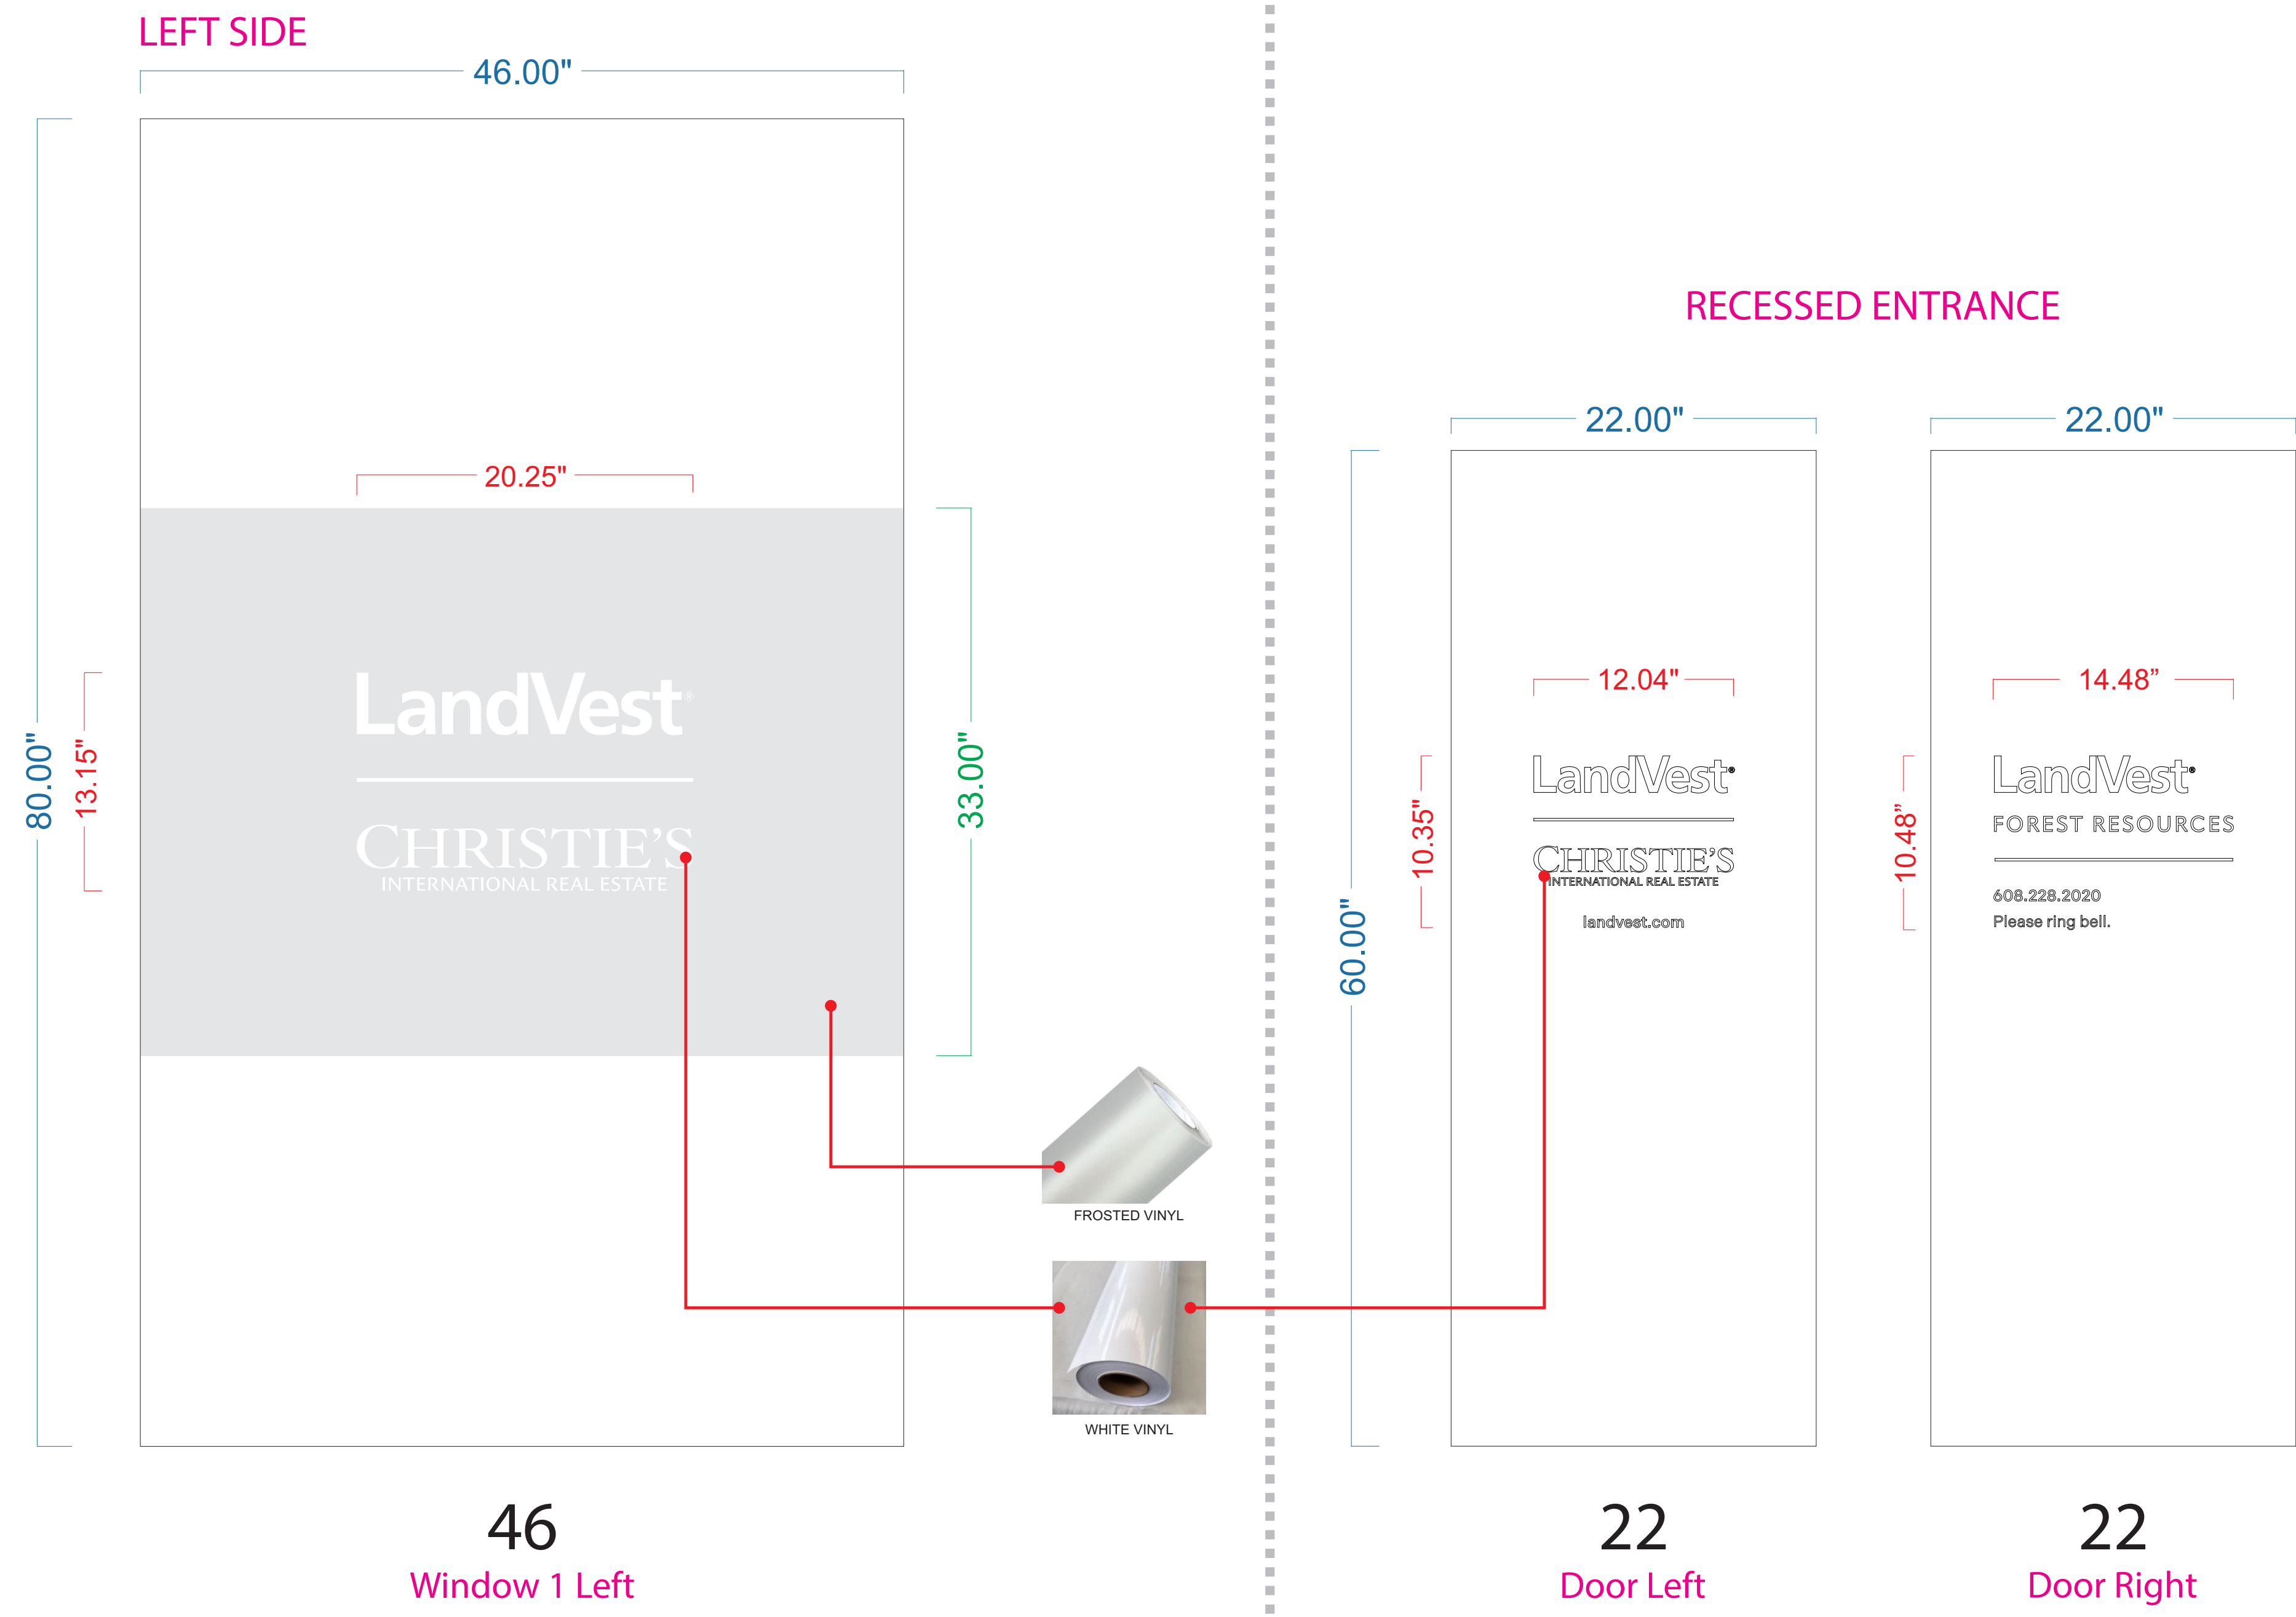 LEFT SIDE
46.00"
80.00"
13.15"
20.25"
33.00"
LandVest®
CHRISTIE'S
INTERNATIONAL REAL ESTATE
FROSTED VINYL
WHITE VINYL
46
Window 1 Left
RECESSED ENTRANCE
22.00"
60.00"
12.04"
10.35"
LandVest®
CHRISTIE'S
INTERNATIONAL REAL ESTATE
landvest.com
22
Door Left
22.00"
14.48”
10.48”
LandVest®
FOREST RESOURCES
608.228.2020
Please ring bell.
22
Door Right